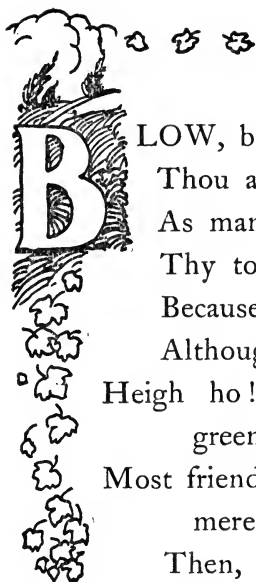 BLOW, b
Thou a
As man
Thy to
Because
Althoug
Heigh ho!
green
Most friend
mere
Then,